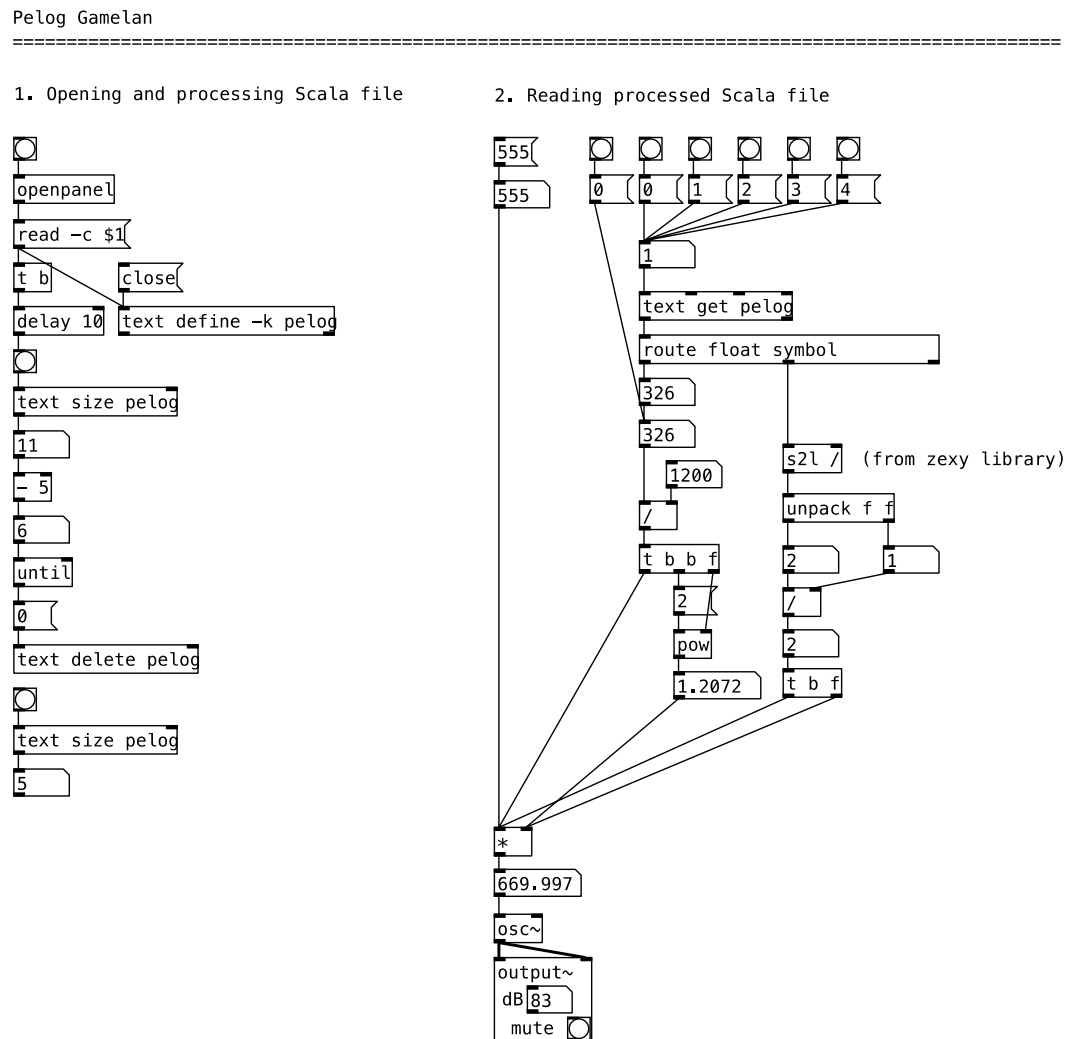 Pelog Gamelan
==================================================================================================
1. Opening and processing Scala file
2. Reading processed Scala file
openpanel
read -c $1
t b
close
delay 10
text define -k pelog
text size pelog
11
- 5
6
until
0
text delete pelog
text size pelog
5
555
555
0
0
1
2
3
4
1
text get pelog
route float symbol
326
326
1200
/
t b b f
2
pow
1.2072
s2l /
(from zexy library)
unpack f f
2
1
/
2
t b f
*
669.997
osc~
output~
dB 83
mute